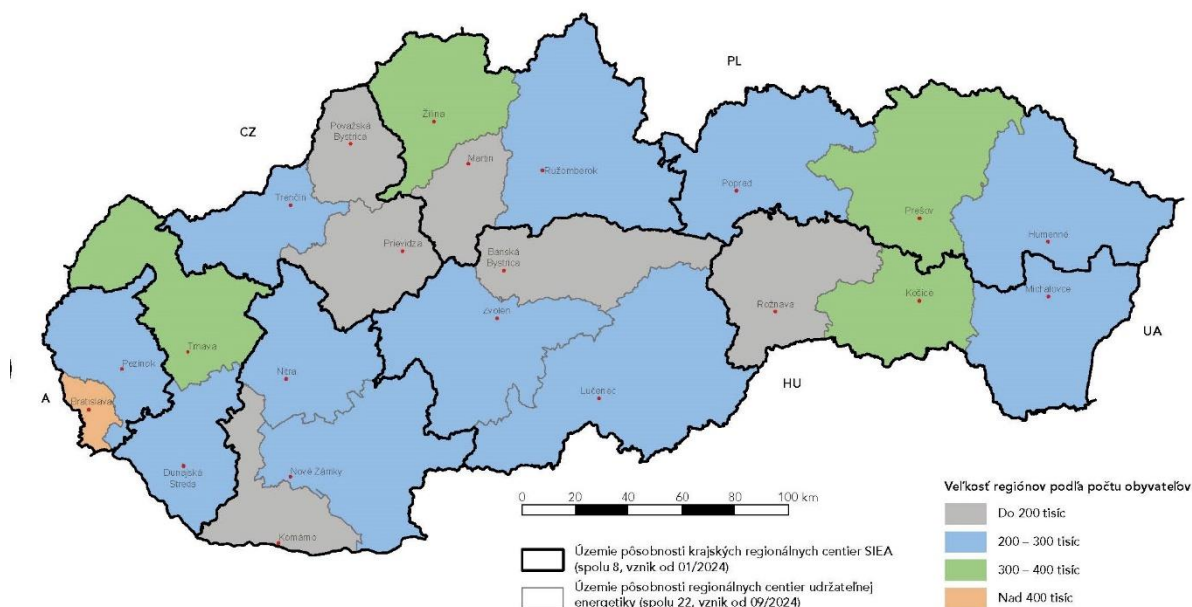 PL
CZ
Žilina
Považská
Bystrica
Martin
Ružomberok
Poprad
Trenčín
Prešov
Prievidza
Humenné
Banská
Bystrica
Michalovce
Košice
Rožňava
Zvolen
UA
Trnava
Pezinok
Nitra
HU
A
Bratislava
Lučenec
Dunajská
Streda
Nové Zámky
Komárno
0 20 40 60 80 100 km
Veľkosť regiónov podľa počtu obyvateľov
Do 200 tisíc
200 – 300 tisíc
300 – 400 tisíc
Nad 400 tisíc
Územie pôsobnosti krajských regionálnych centier SIEA
(spolu 8, vznik od 01/2024)
Územie pôsobnosti regionálnych centier udržateľnej
energetiky (spolu 22, vznik od 09/2024)